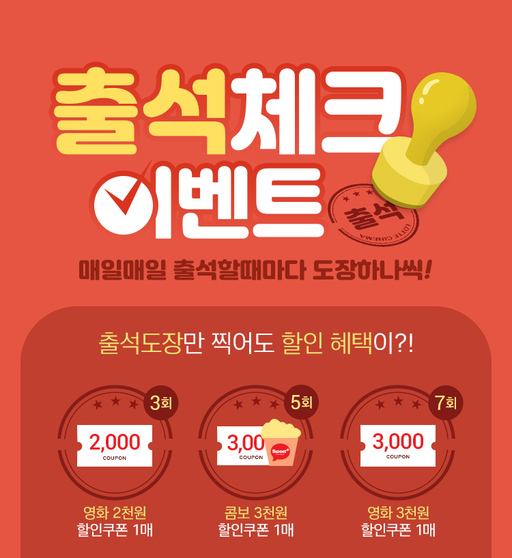 출석체크
이벤트
출석
LOTTE CINEMA
매일매일 출석할때마다 도장하나씩!
출석도장만 찍어도 할인 혜택이?!
3회
5회
7회
2,000
COUPON
3,00
COUPON
Sweet
3,000
COUPON
영화 2천원
할인쿠폰 1매
콤보 3천원
할인쿠폰 1매
영화 3천원
할인쿠폰 1매